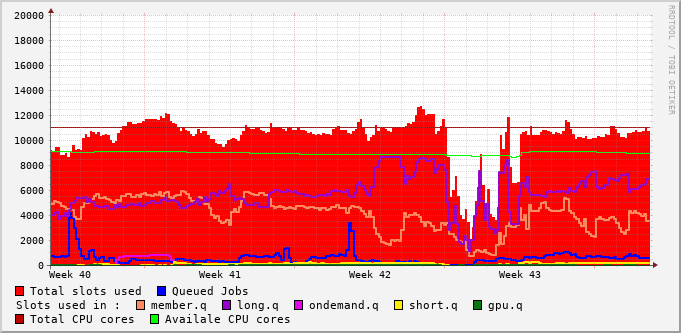 20000
18000
16000
14000
12000
10000
8000
6000
4000
2000
0
Week 40 Week 41 Week 42 Week 43
RRDTOOL / TOBI OETIKER
Total slots used Queued Jobs
Slots used in : member.q long.q ondemand.q short.q gpu.q
Total CPU cores Availale CPU cores